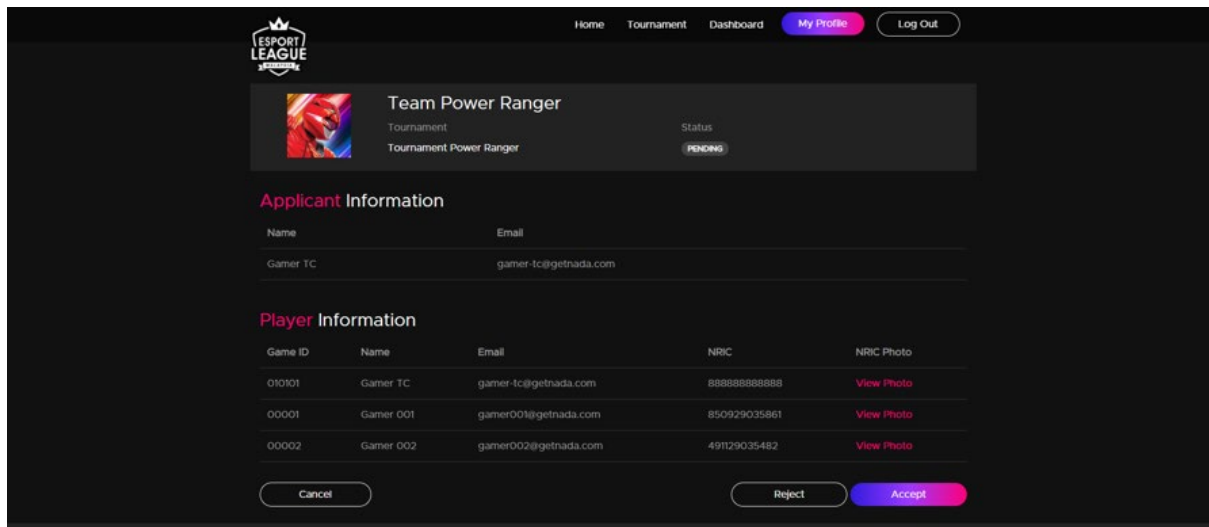 Home Tournament Dashboard My Profile Log Out
ESPORT
LEAGUE
MALAYSIA
Team Power Ranger
Tournament Status
Tournament Power Ranger PENDING
Applicant Information
Name Email
Gamer TC gamer-tc@getnada.com
Player Information
Game ID Name Email NRIC NRIC Photo
010101 Gamer TC gamer-tc@getnada.com 888888888888 View Photo
00001 Gamer 001 gamer001@getnada.com 850929035861 View Photo
00002 Gamer 002 gamer002@getnada.com 491129035482 View Photo
Cancel Reject Accept